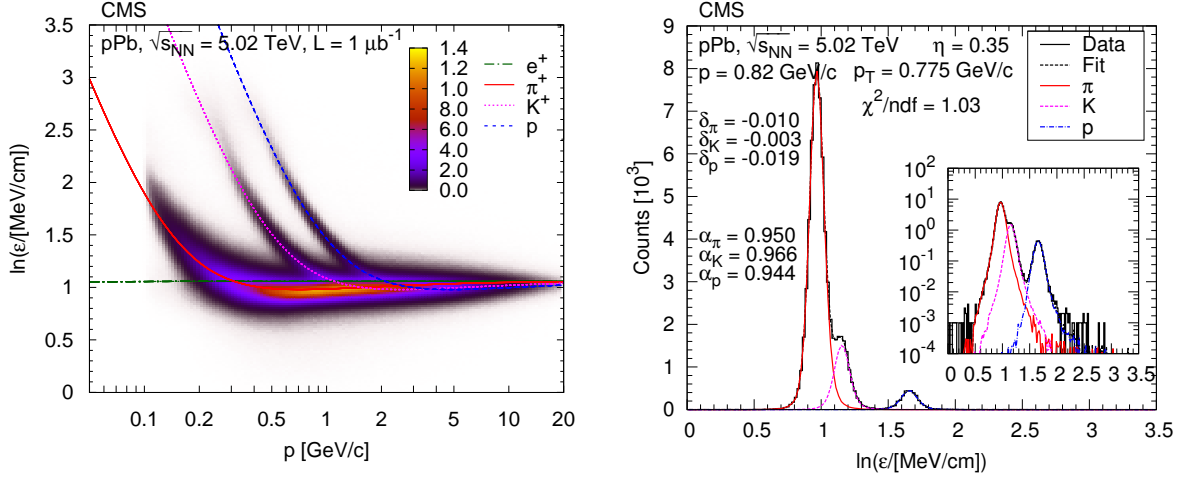 CMS
pPb, √sNN = 5.02 TeV, L = 1 μb⁻¹
3.5
3
2.5
2
1.5
1
0.5
0
ln(ε/[MeV/cm])
1.4
12.0
10.0
8.0
6.0
4.0
2.0
0.0
e⁺
π⁺
K⁺
p
0.1
0.2
0.5
1
2
5
10
20
p [GeV/c]
CMS
pPb, √sNN = 5.02 TeV
η = 0.35
p = 0.82 GeV/c
pT = 0.775 GeV/c
χ²/ndf = 1.03
δπ = -0.010
δK = -0.003
δp = -0.019
απ = 0.950
αK = 0.966
αp = 0.944
Data
Fit
π
K
p
9
8
7
6
5
4
3
2
1
0
Counts [10³]
10²
10¹
10⁰
10⁻¹
10⁻²
10⁻³
10⁻⁴
0 0.5 1 1.5 2 2.5 3 3.5
0
0.5
1
1.5
2
2.5
3
3.5
ln(ε/[MeV/cm])